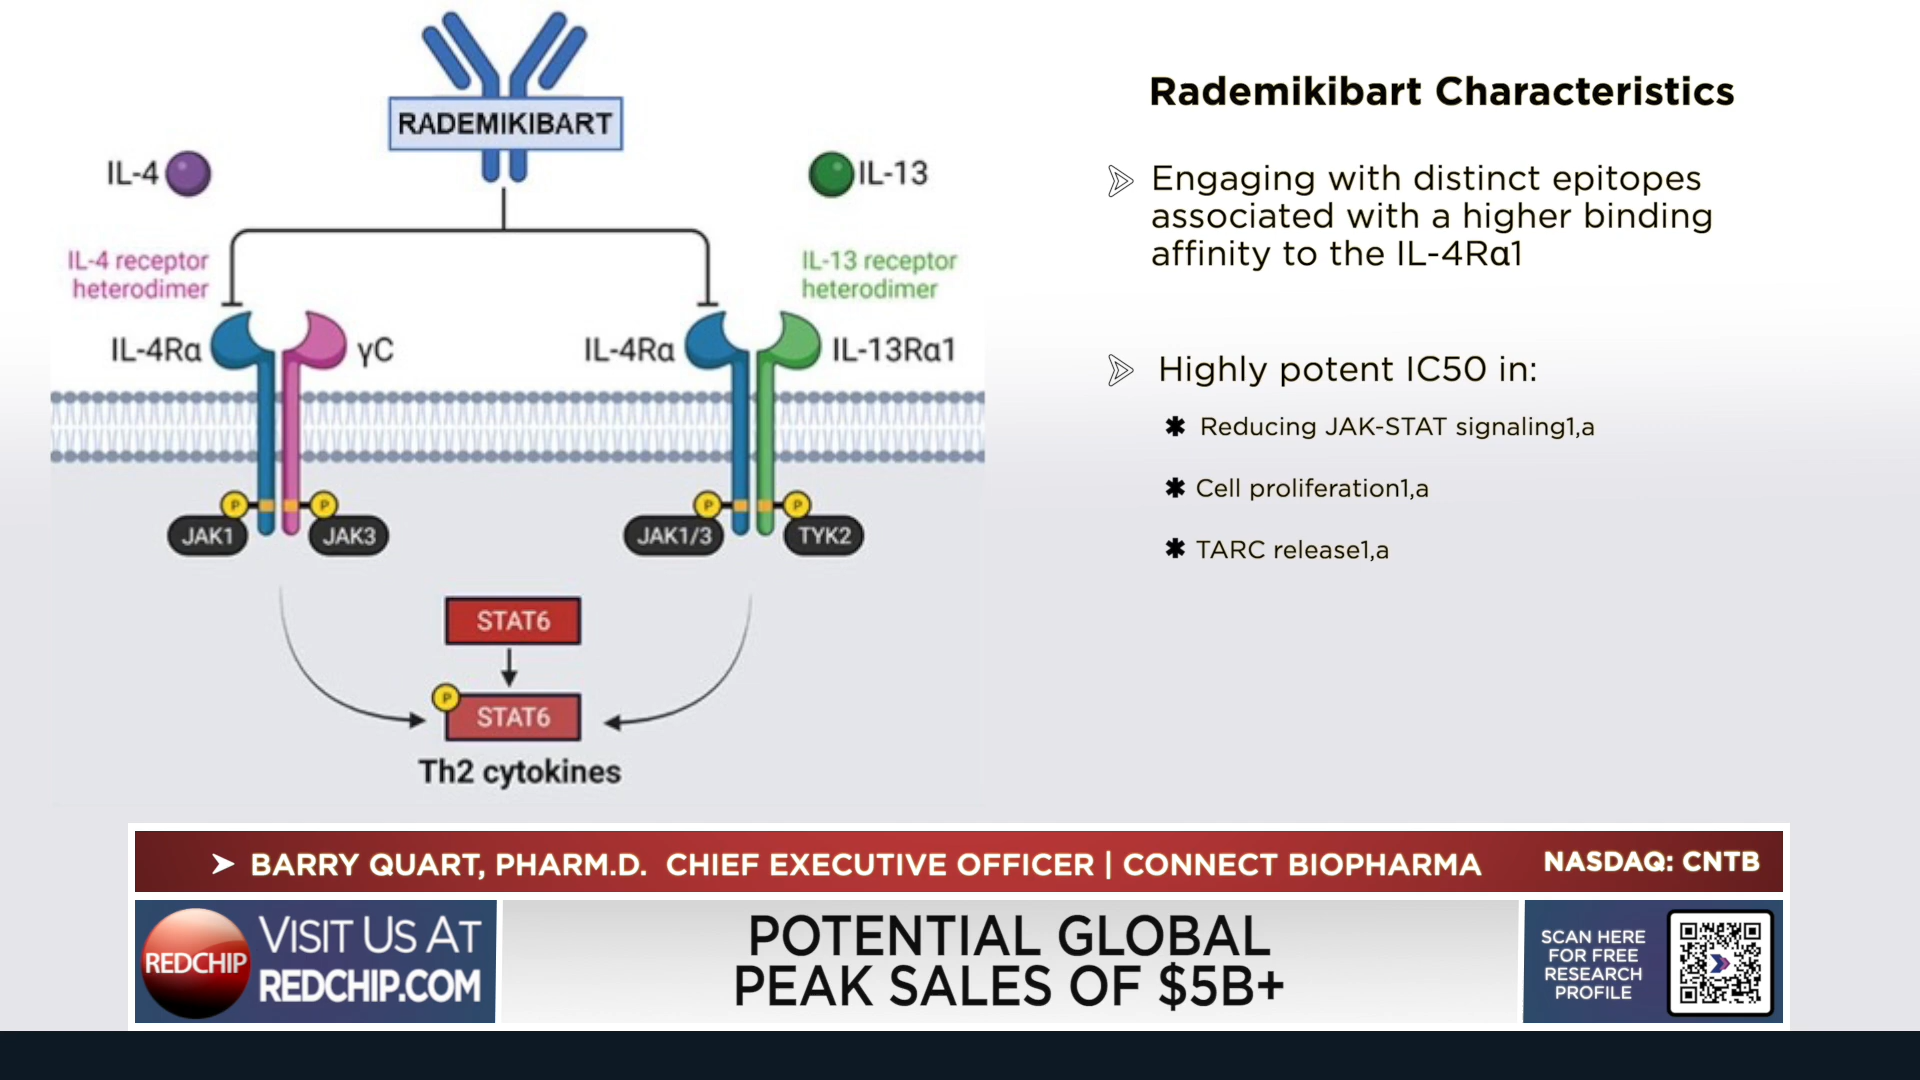 RADEMIKIBART
IL-4
IL-13
IL-4 receptor
heterodimer
IL-13 receptor
heterodimer
IL-4Rα
γC
IL-4Rα
IL-13Rα1
P
P
P
P
JAK1
JAK3
JAK1/3
TYK2
STAT6
P
STAT6
Th2 cytokines
Rademikibart Characteristics
Engaging with distinct epitopes
associated with a higher binding
affinity to the IL-4Rα1
Highly potent IC50 in:
✱ Reducing JAK-STAT signaling1,a
✱ Cell proliferation1,a
✱ TARC release1,a
➤ BARRY QUART, PHARM.D. CHIEF EXECUTIVE OFFICER | CONNECT BIOPHARMA
NASDAQ: CNTB
REDCHIP
VISIT US AT
REDCHIP.COM
POTENTIAL GLOBAL
PEAK SALES OF $5B+
SCAN HERE
FOR FREE
RESEARCH
PROFILE